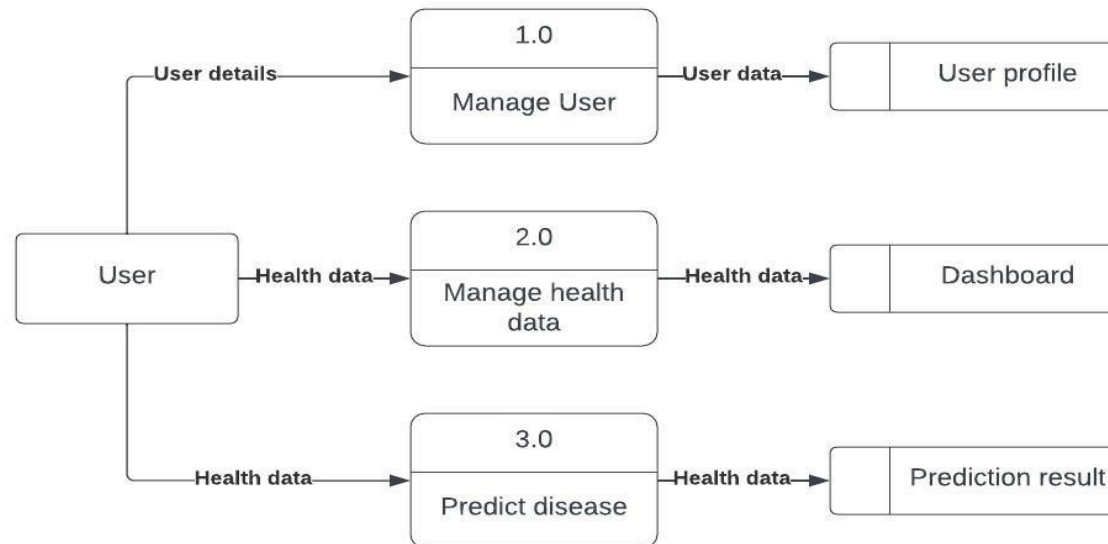 1.0
User details
Manage User
User data
User profile
User
Health data
2.0
Manage health
data
Health data
Dashboard
Health data
3.0
Predict disease
Health data
Prediction result